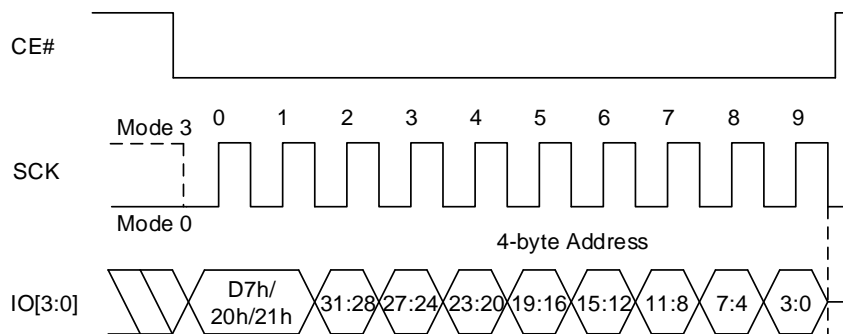 CE#
Mode 3 0 1 2 3 4 5 6 7 8 9
SCK
Mode 0
4-byte Address
IO[3:0] D7h/ 31:28 27:24 23:20 19:16 15:12 11:8 7:4 3:0
20h/21h